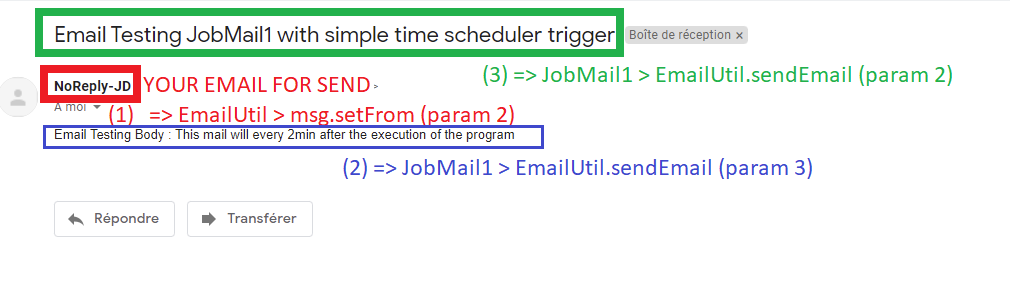 Email Testing JobMail1 with simple time scheduler trigger Boîte de réception ×
NoReply-JD YOUR EMAIL FOR SEND > (3) => JobMail1 > EmailUtil.sendEmail (param 2)
À moi (1) => EmailUtil > msg.setFrom (param 2)
Email Testing Body : This mail will every 2min after the execution of the program
(2) => JobMail1 > EmailUtil.sendEmail (param 3)
Répondre Transférer